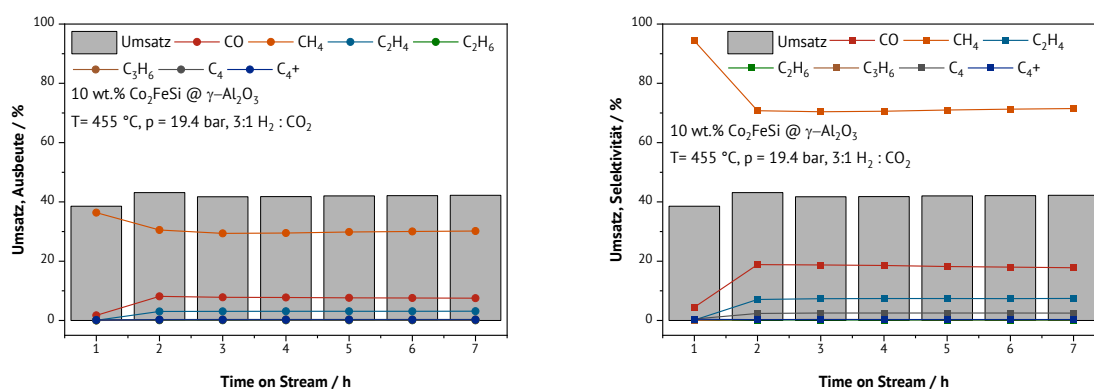 100
80
60
40
20
0
Umsatz, Ausbeute / %
Umsatz CO CH₄ C₂H₄ C₂H₆
C₃H₆ C₄ C₄+
10 wt.% Co₂FeSi @ γ–Al₂O₃
T= 455 °C, p = 19.4 bar, 3:1 H₂ : CO₂
1 2 3 4 5 6 7
Time on Stream / h
100
80
60
40
20
0
Umsatz, Selektivität / %
Umsatz CO CH₄ C₂H₄
C₂H₆ C₃H₆ C₄ C₄+
10 wt.% Co₂FeSi @ γ–Al₂O₃
T= 455 °C, p = 19.4 bar, 3:1 H₂ : CO₂
1 2 3 4 5 6 7
Time on Stream / h